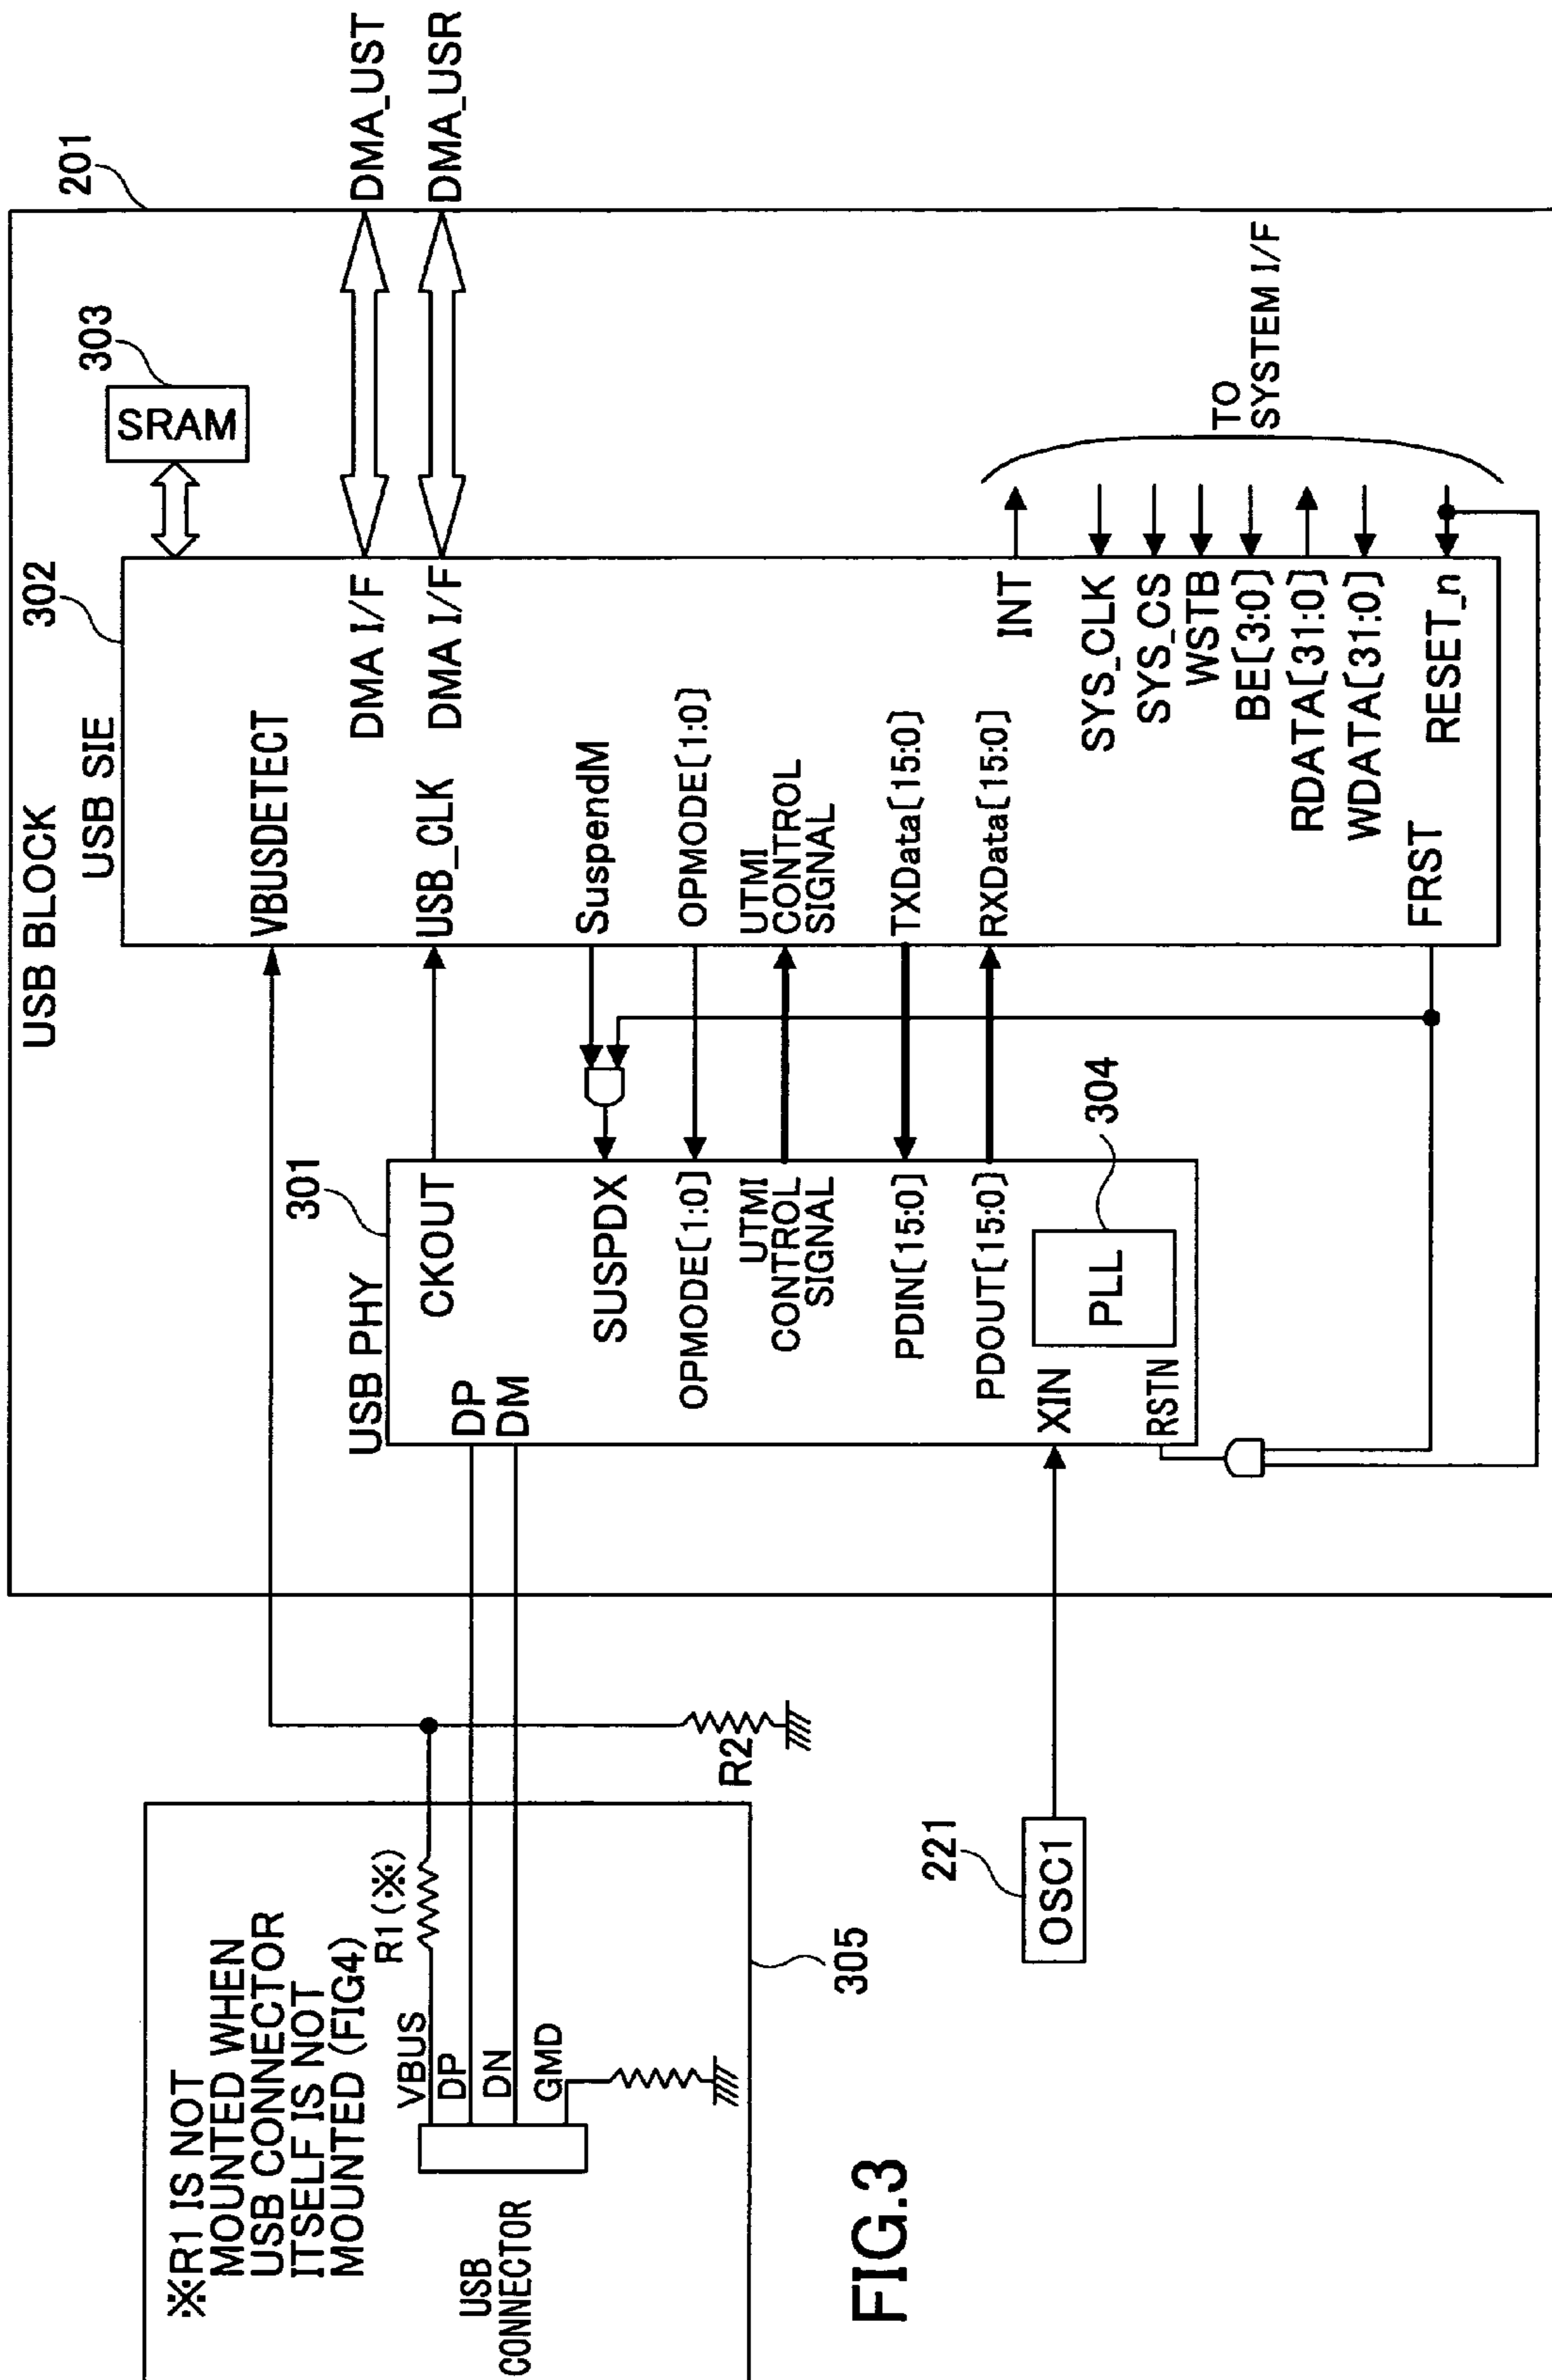 ※R1 IS NOT
MOUNTED WHEN
USB CONNECTOR
ITSELF IS NOT
MOUNTED (FIG4)
R1(※)
VBUS
DP
DN
GMD
USB
CONNECTOR
305
R2
221
OSC1
USB BLOCK
201
USB PHY
301
DP
DM
CKOUT
SUSPDX
OPMODE[1:0]
UTMI
CONTROL
SIGNAL
PDIN[15:0]
PDOUT[15:0]
XIN
RSTN
PLL
304
USB SIE
302
VBUSDETECT
USB_CLK
SuspendM
OPMODE[1:0]
UTMI
CONTROL
SIGNAL
TXData[15:0]
RXData[15:0]
FRST
DMA I/F
DMA I/F
INT
SYS_CLK
SYS_CS
WSTB
BE[3:0]
RDATA[31:0]
WDATA[31:0]
RESET_n
303
SRAM
DMA_UST
DMA_USR
TO
SYSTEM I/F
FIG.3